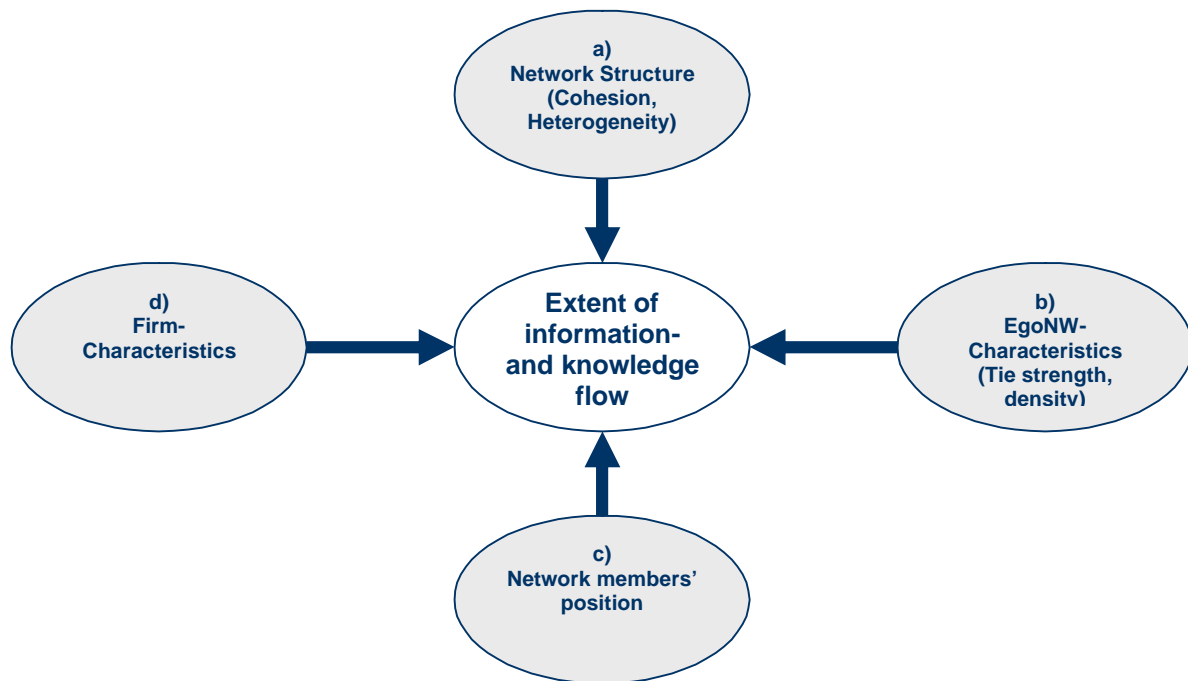 a)
Network Structure
(Cohesion,
Heterogeneity)
d)
Firm-
Characteristics
Extent of
information-
and knowledge
flow
b)
EgoNW-
Characteristics
(Tie strength,
density)
c)
Network members’
position